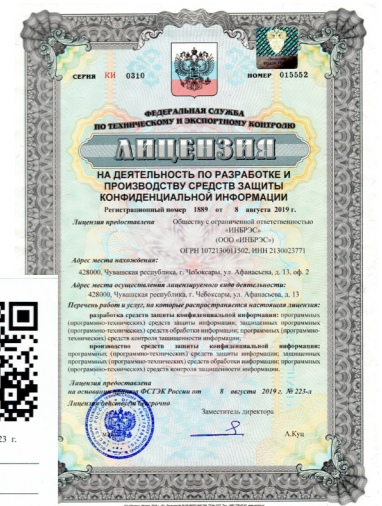 СЕРИЯ КИ 0310 НОМЕР 015552
ФЕДЕРАЛЬНАЯ СЛУЖБА
ПО ТЕХНИЧЕСКОМУ И ЭКСПОРТНОМУ КОНТРОЛЮ
ЛИЦЕНЗИЯ
НА ДЕЯТЕЛЬНОСТЬ ПО РАЗРАБОТКЕ И
ПРОИЗВОДСТВУ СРЕДСТВ ЗАЩИТЫ
КОНФИДЕНЦИАЛЬНОЙ ИНФОРМАЦИИ
Регистрационный номер 1889 от 8 августа 2019 г.
Лицензия предоставлена Обществу с ограниченной ответственностью
«ИНБРЭС»
(ООО «ИНБРЭС»)
ОГРН 1072130011502, ИНН 2130023771
Адрес места нахождения:
428000, Чувашская республика, г. Чебоксары, ул. Афанасьева, д. 13, оф. 2
Адрес места осуществления лицензируемого вида деятельности:
428000, Чувашская республика, г. Чебоксары, ул. Афанасьева, д. 13
Перечень работ и услуг, на которые распространяется настоящая лицензия:
разработка средств защиты конфиденциальной информации: программных
(программно-технических) средств защиты информации; защищенных программных
(программно-технических) средств обработки информации; программных (программно-
технических) средств контроля защищенности информации;
производство средств защиты конфиденциальной информации:
программных (программно-технических) средств защиты информации; защищенных
программных (программно-технических) средств обработки информации; программных
(программно-технических) средств контроля защищенности информации.
Лицензия предоставлена
на основании приказа ФСТЭК России от 8 августа 2019 г. № 223-л
Лицензия действует бессрочно
Заместитель директора
А.Куц
23 г.